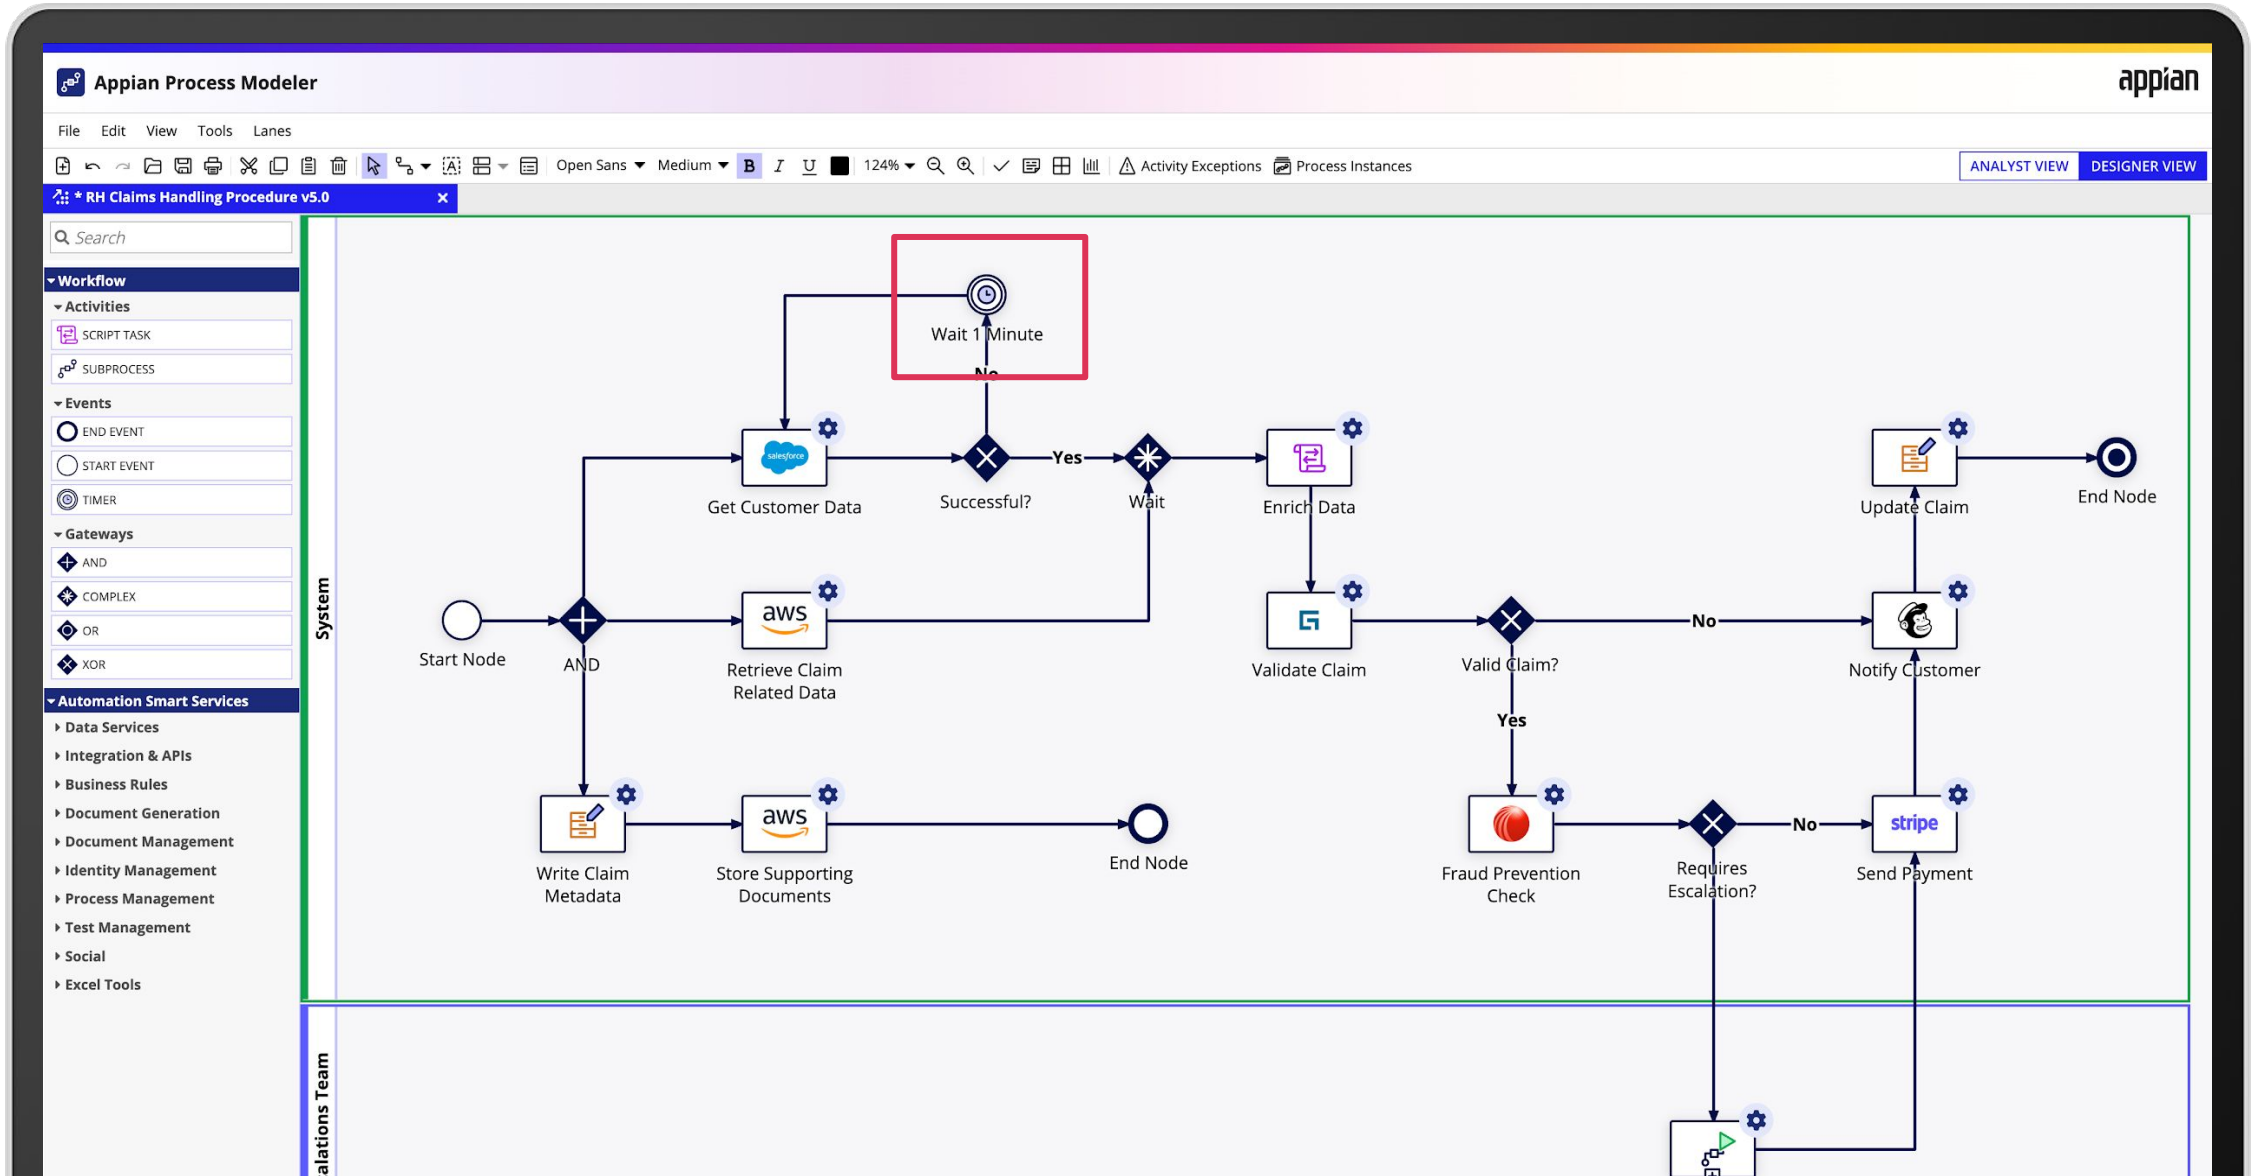 Appian Process Modeler
appian
File Edit View Tools Lanes
Open Sans Medium B I U 124% Activity Exceptions Process Instances ANALYST VIEW DESIGNER VIEW
* RH Claims Handling Procedure v5.0
Search
Workflow
Activities
SCRIPT TASK
SUBPROCESS
Events
END EVENT
START EVENT
TIMER
Gateways
AND
COMPLEX
OR
XOR
Automation Smart Services
Data Services
Integration & APIs
Business Rules
Document Generation
Document Management
Identity Management
Process Management
Test Management
Social
Excel Tools
System
Wait 1 Minute
No
salesforce
Get Customer Data
Successful?
Yes
Wait
Enrich Data
Update Claim
End Node
Start Node
AND
aws
Retrieve Claim
Related Data
Validate Claim
Valid Claim?
No
Notify Customer
Yes
Write Claim
Metadata
aws
Store Supporting
Documents
End Node
Fraud Prevention
Check
Requires
Escalation?
No
stripe
Send Payment
alations Team